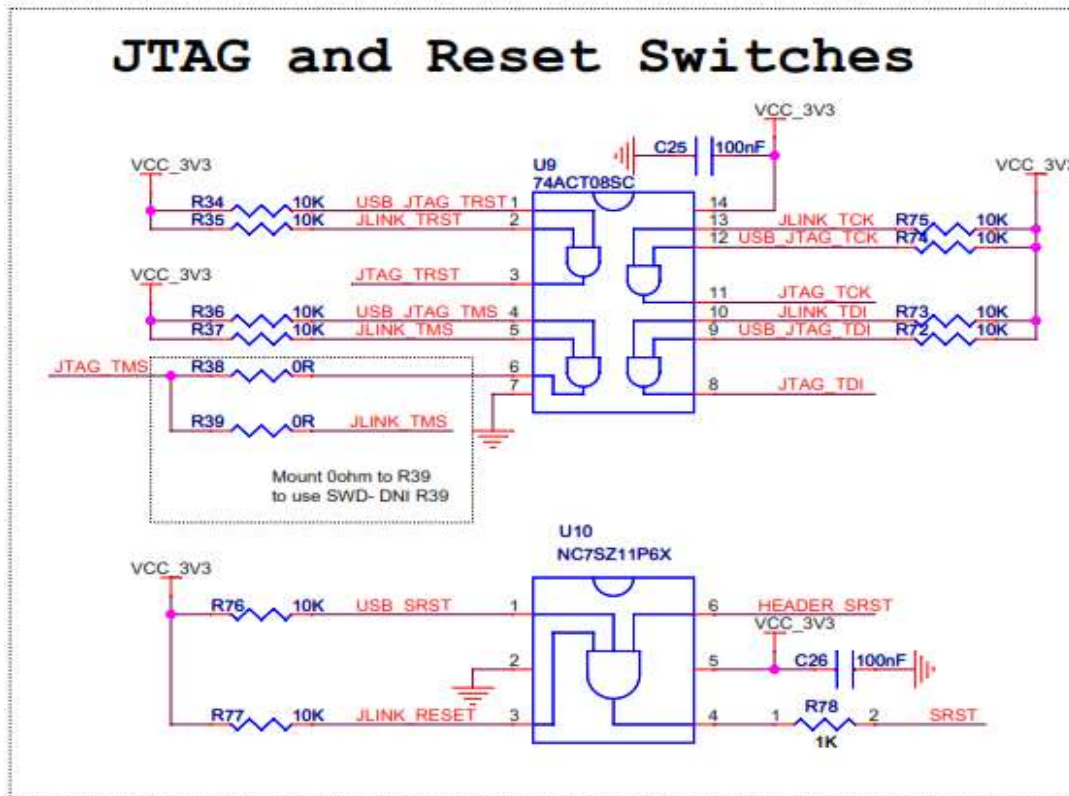 JTAG and Reset Switches
VCC_3V3
C25 100nF
VCC_3V3
U9
74ACT08SC
VCC_3V3
R34 10K USB_JTAG_TRST 1
R35 10K JLINK_TRST 2
14
13 JLINK_TCK R75 10K
12 USB_JTAG_TCK R74 10K
VCC_3V3
JTAG_TRST 3
11 JTAG_TCK
R36 10K USB_JTAG_TMS 4
R37 10K JLINK_TMS 5
10 JLINK_TDI R73 10K
9 USB_JTAG_TDI R72 10K
JTAG_TMS R38 0R 6
7
8 JTAG_TDI
R39 0R JLINK_TMS
Mount 0ohm to R39
to use SWD- DNI R39
U10
NC7SZ11P6X
VCC_3V3
R76 10K USB_SRST 1
6 HEADER_SRST
VCC_3V3
2
5 C26 100nF
R77 10K JLINK_RESET 3
4 1 R78 2 SRST
1K